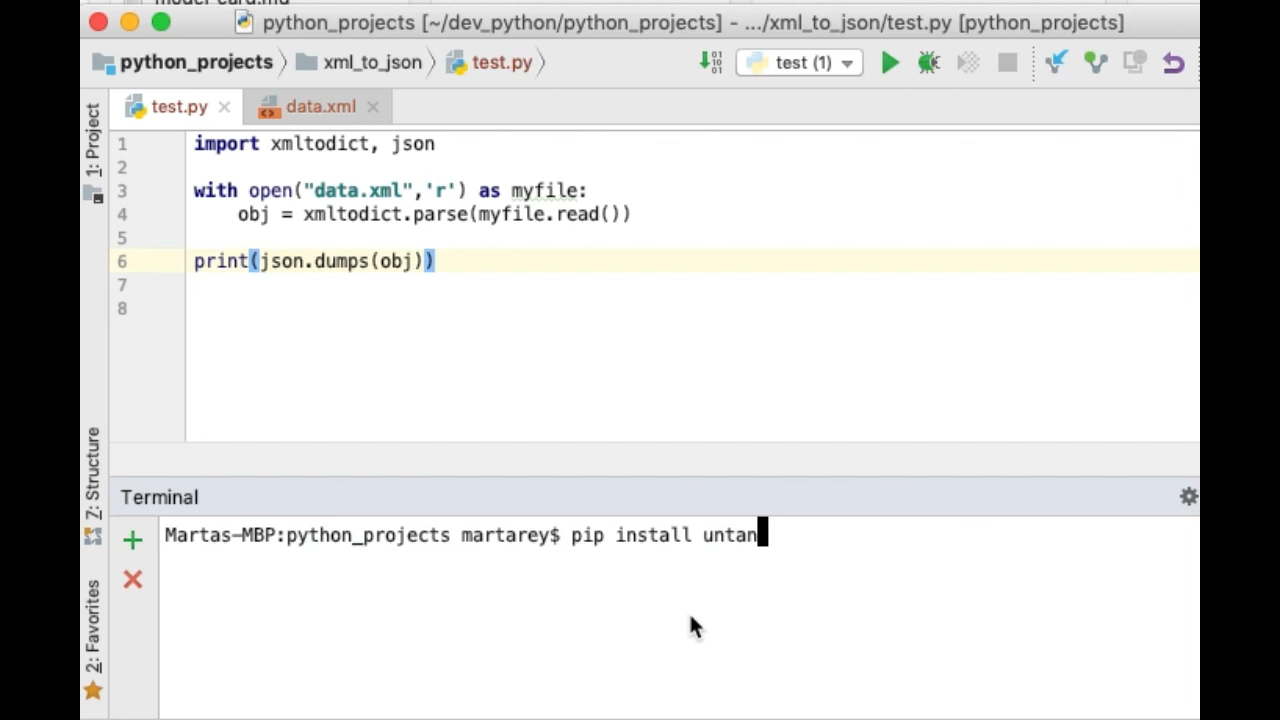 python_projects [~/dev_python/python_projects] - .../xml_to_json/test.py [python_projects]
python_projects xml_to_json test.py test (1)
test.py data.xml
1: Project
1 import xmltodict, json
2
3 with open("data.xml",'r') as myfile:
4 obj = xmltodict.parse(myfile.read())
5
6 print(json.dumps(obj))
7
8
7: Structure
2: Favorites
Terminal
Martas-MBP:python_projects martarey$ pip install untan